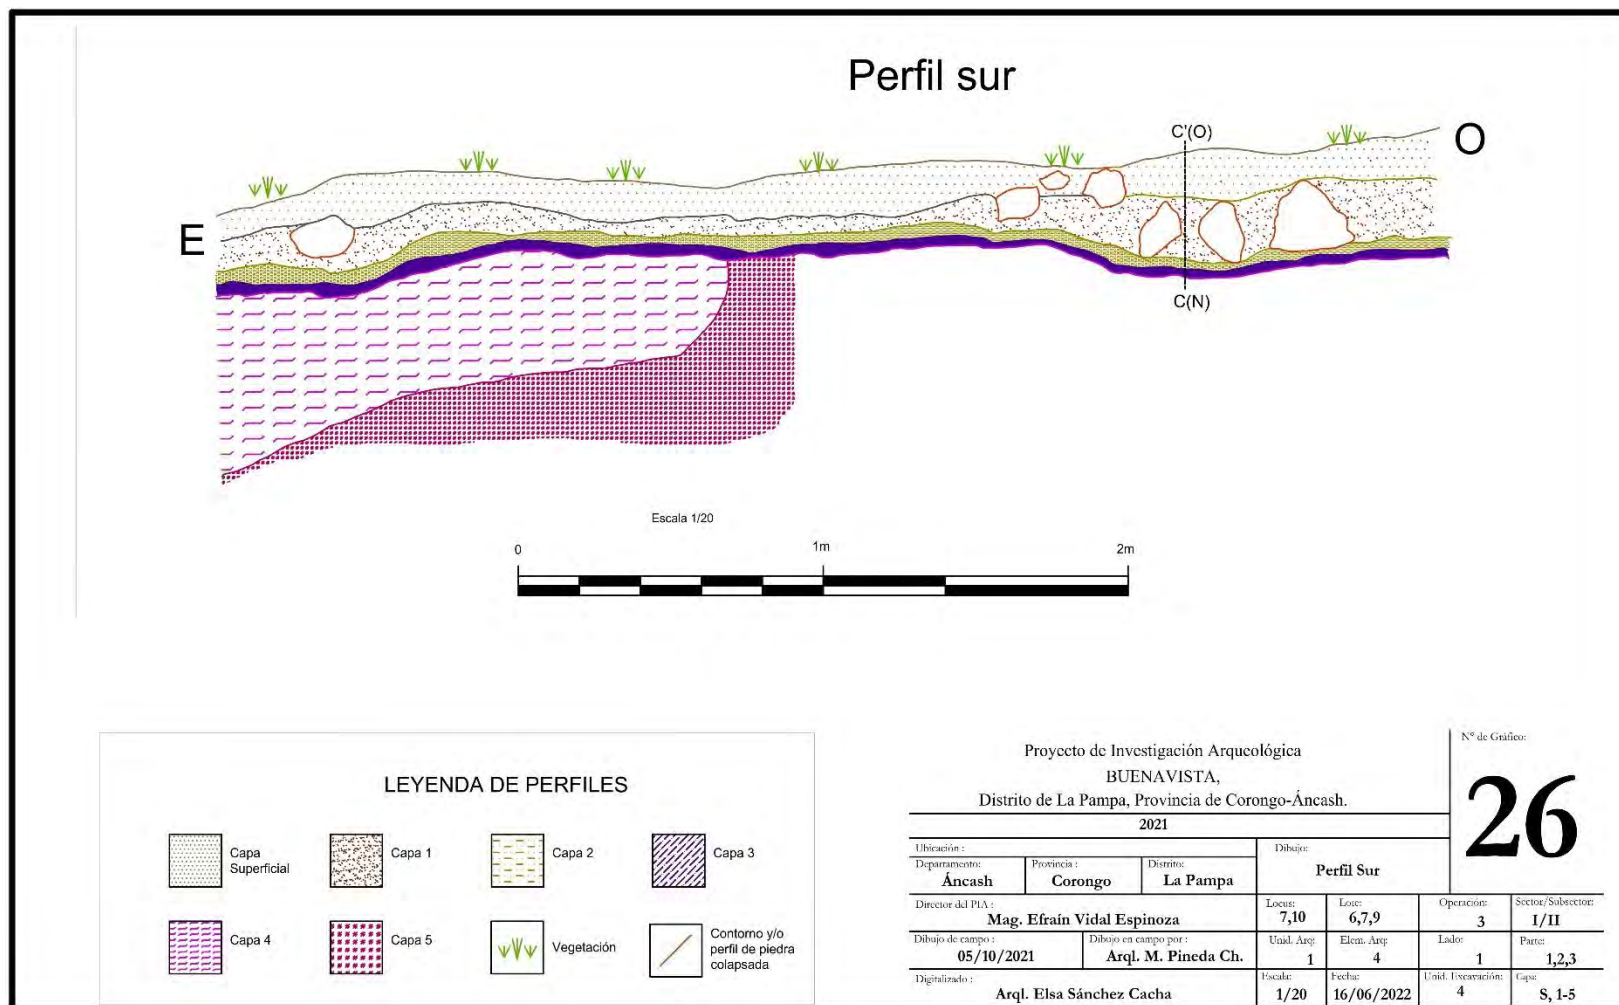 Perfil sur
C'(O)
O
E
C(N)
Escala 1/20
0
1m
2m
LEYENDA DE PERFILES
Capa
Superficial
Capa 1
Capa 2
Capa 3
Capa 4
Capa 5
Vegetación
Contorno y/o
perfil de piedra
colapsada
Proyecto de Investigación Arqueológica
BUENAVISTA,
Distrito de La Pampa, Provincia de Corongo-Áncash.
2021
N° de Gráfico:
26
Ubicación :
Departamento:
Áncash
Provincia :
Corongo
Distrito:
La Pampa
Dibujo:
Perfil Sur
Director del PIA :
Mag. Efraín Vidal Espinoza
Locus:
7,10
Lote:
6,7,9
Operación:
3
Sector/Subsector:
I/II
Dibujo de campo :
05/10/2021
Dibujo en campo por :
Arql. M. Pineda Ch.
Unid. Arq:
1
Elem. Arq:
4
Lado:
1
Parte:
1,2,3
Digitalizado :
Arql. Elsa Sánchez Cacha
Escala:
1/20
Fecha:
16/06/2022
Unid. Excavación:
4
Capa:
S, 1-5